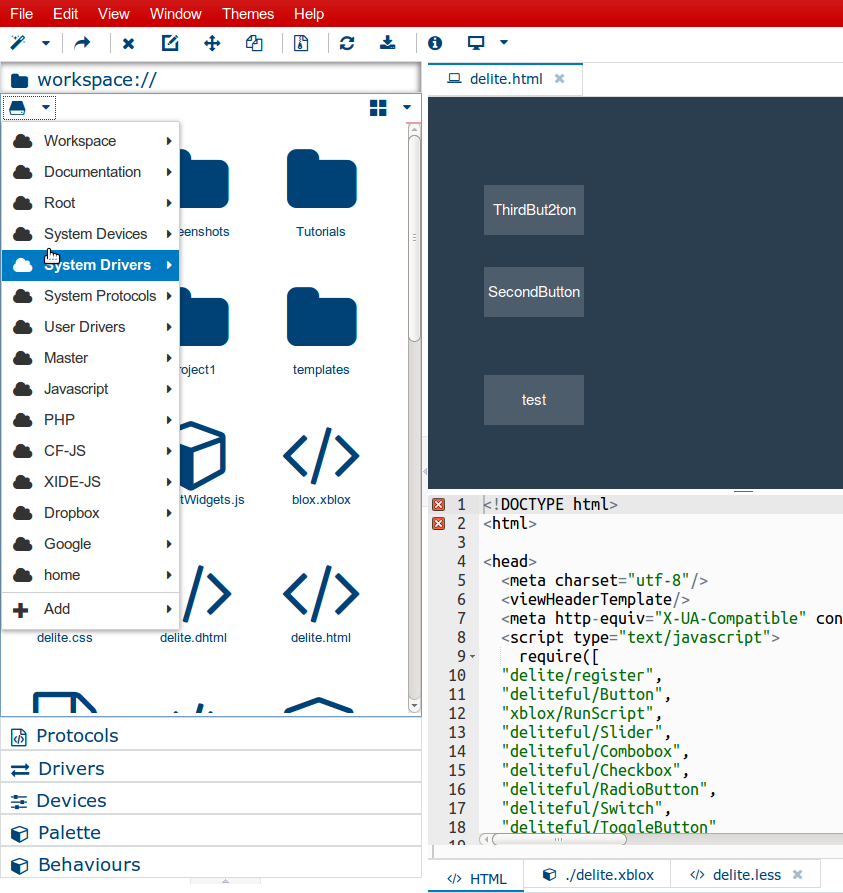 File Edit View Window Themes Help
workspace://
delite.html
Workspace
Documentation
Root
System Devices
System Drivers
System Protocols
User Drivers
Master
Javascript
PHP
CF-JS
XIDE-JS
Dropbox
Google
home
Add
eenshots
Tutorials
roject1
templates
tWidgets.js
blox.xblox
delite.css
delite.dhtml
delite.html
Protocols
Drivers
Devices
Palette
Behaviours
ThirdBut2ton
SecondButton
test
1 <!DOCTYPE html>
2 <html>
3
4 <head>
5 <meta charset="utf-8"/>
6 <viewHeaderTemplate/>
7 <meta http-equiv="X-UA-Compatible" con
8 <script type="text/javascript">
9 require([
10 "delite/register",
11 "deliteful/Button",
12 "xblox/RunScript",
13 "deliteful/Slider",
14 "deliteful/Combobox",
15 "deliteful/Checkbox",
16 "deliteful/RadioButton",
17 "deliteful/Switch",
18 "deliteful/ToggleButton"
19
HTML
./delite.xblox
delite.less